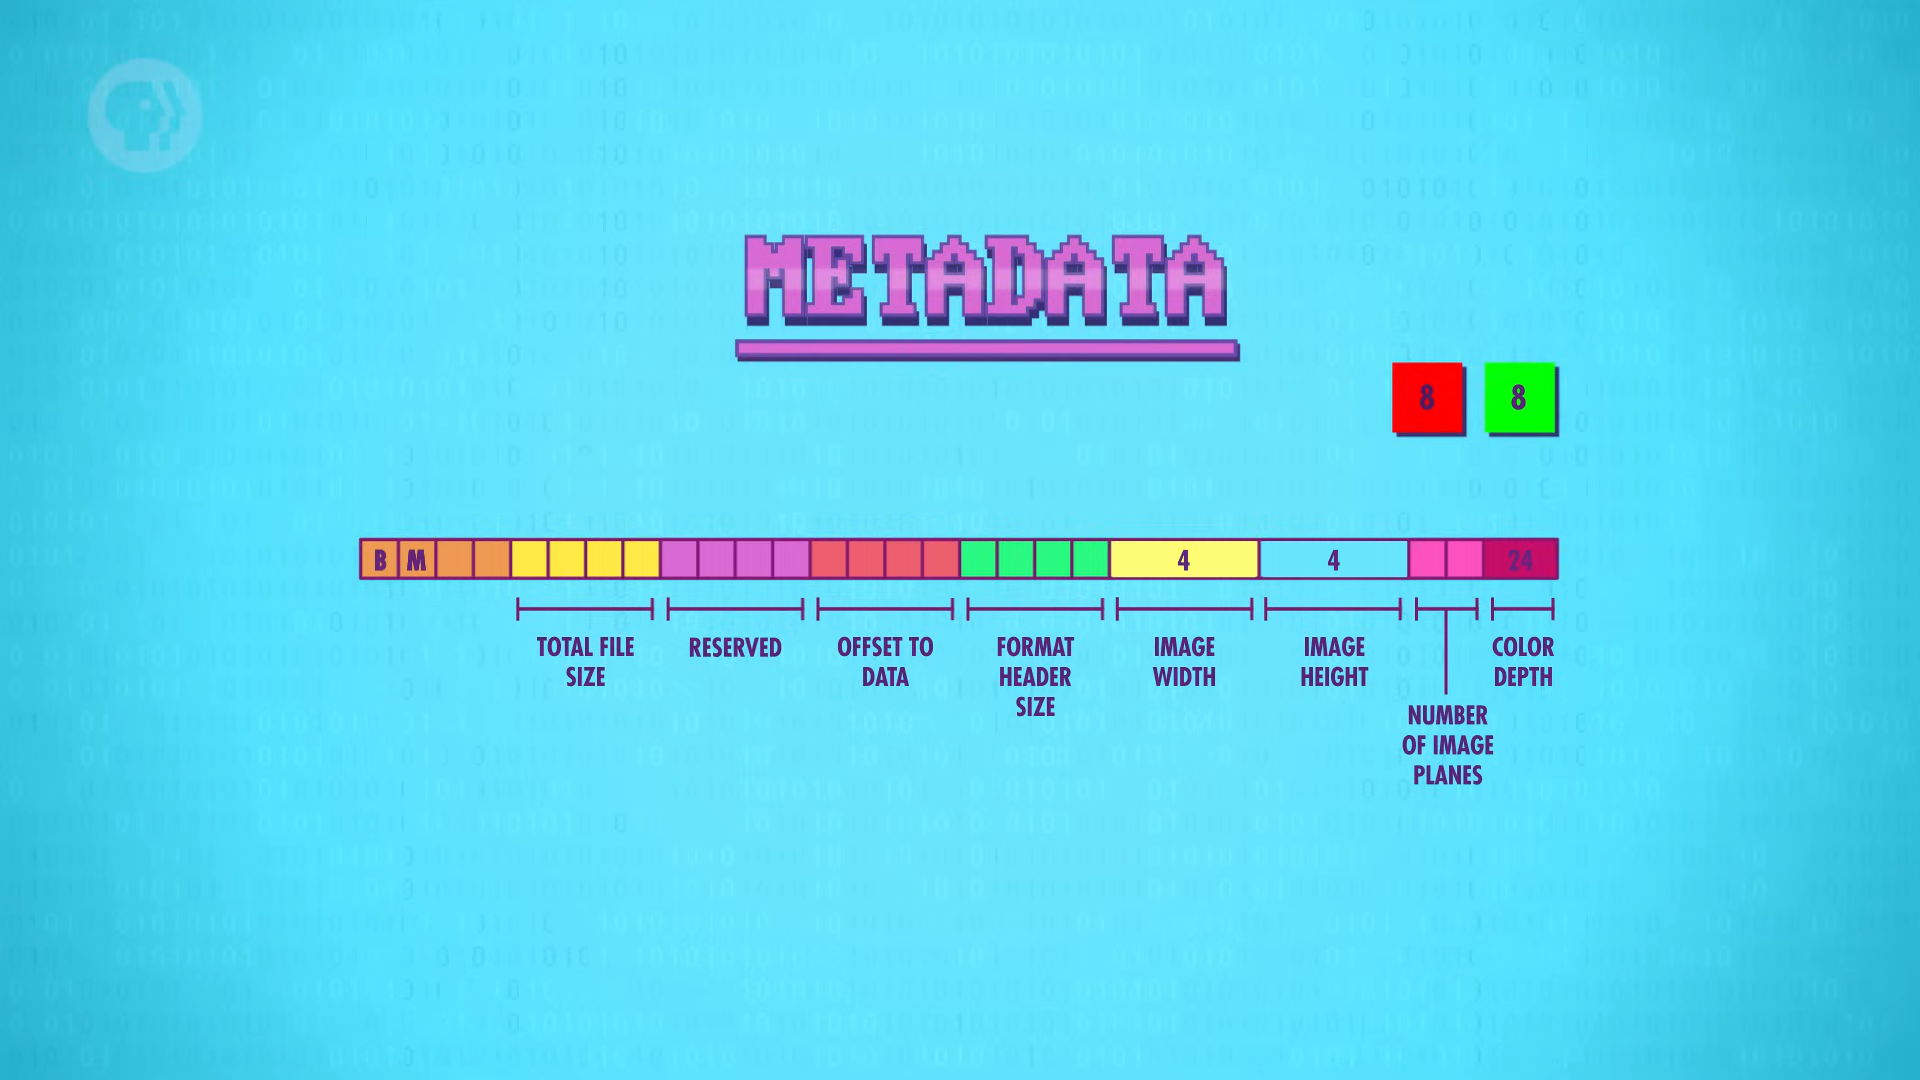 METADATA
8 8
B M 4 4 24
TOTAL FILE
SIZE
RESERVED
OFFSET TO
DATA
FORMAT
HEADER
SIZE
IMAGE
WIDTH
IMAGE
HEIGHT
NUMBER
OF IMAGE
PLANES
COLOR
DEPTH